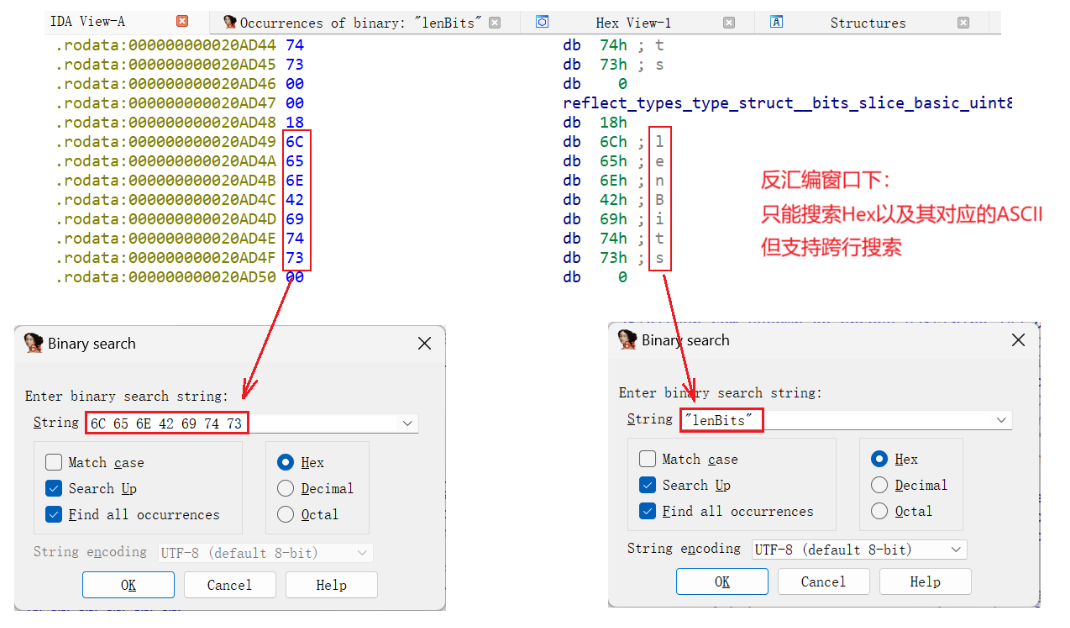 IDA View-A Occurrences of binary: "lenBits" Hex View-1 Structures
.rodata:000000000020AD44 74 db 74h ; t
.rodata:000000000020AD45 73 db 73h ; s
.rodata:000000000020AD46 00 db 0
.rodata:000000000020AD47 00 reflect_types_type_struct__bits_slice_basic_uint8
.rodata:000000000020AD48 18 db 18h
.rodata:000000000020AD49 6C db 6Ch ; l
.rodata:000000000020AD4A 65 db 65h ; e
.rodata:000000000020AD4B 6E db 6Eh ; n
.rodata:000000000020AD4C 42 db 42h ; B
.rodata:000000000020AD4D 69 db 69h ; i
.rodata:000000000020AD4E 74 db 74h ; t
.rodata:000000000020AD4F 73 db 73h ; s
.rodata:000000000020AD50 00 db 0
反汇编窗口下：
只能搜索Hex以及其对应的ASCII
但支持跨行搜索
Binary search
Enter binary search string:
String 6C 65 6E 42 69 74 73
Match case Hex
Search Up Decimal
Find all occurrences Octal
String encoding UTF-8 (default 8-bit)
OK Cancel Help
Binary search
Enter binary search string:
String "lenBits"
Match case Hex
Search Up Decimal
Find all occurrences Octal
String encoding UTF-8 (default 8-bit)
OK Cancel Help